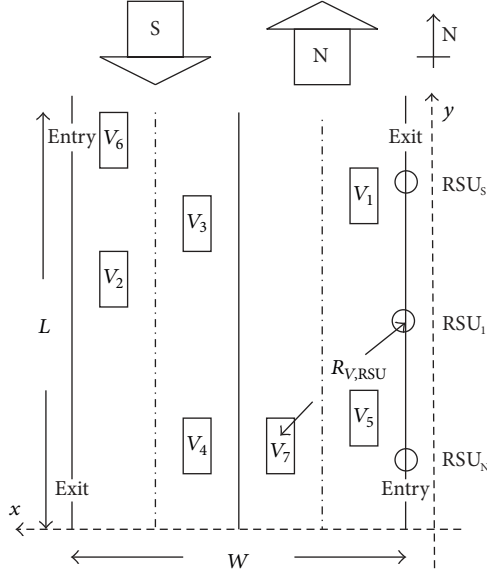 S
N
N
y
Entry
V6
Exit
RSUS
V1
V3
V2
L
RSU1
RV,RSU
V5
V4
V7
RSUN
Exit
Entry
x
W